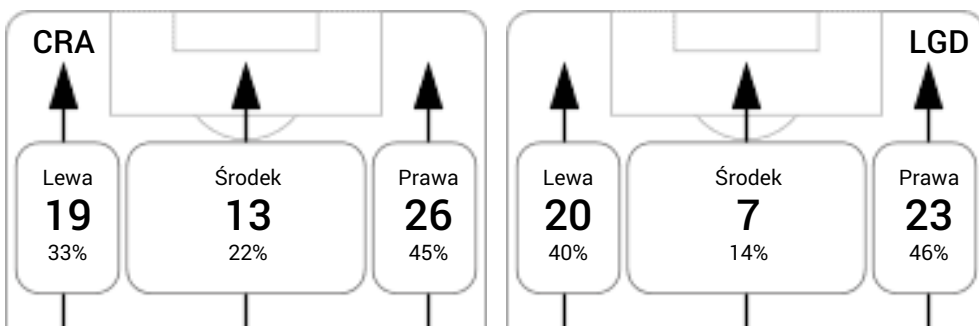 CRA
Lewa
19
33%
Środek
13
22%
Prawa
26
45%
LGD
Lewa
20
40%
Środek
7
14%
Prawa
23
46%